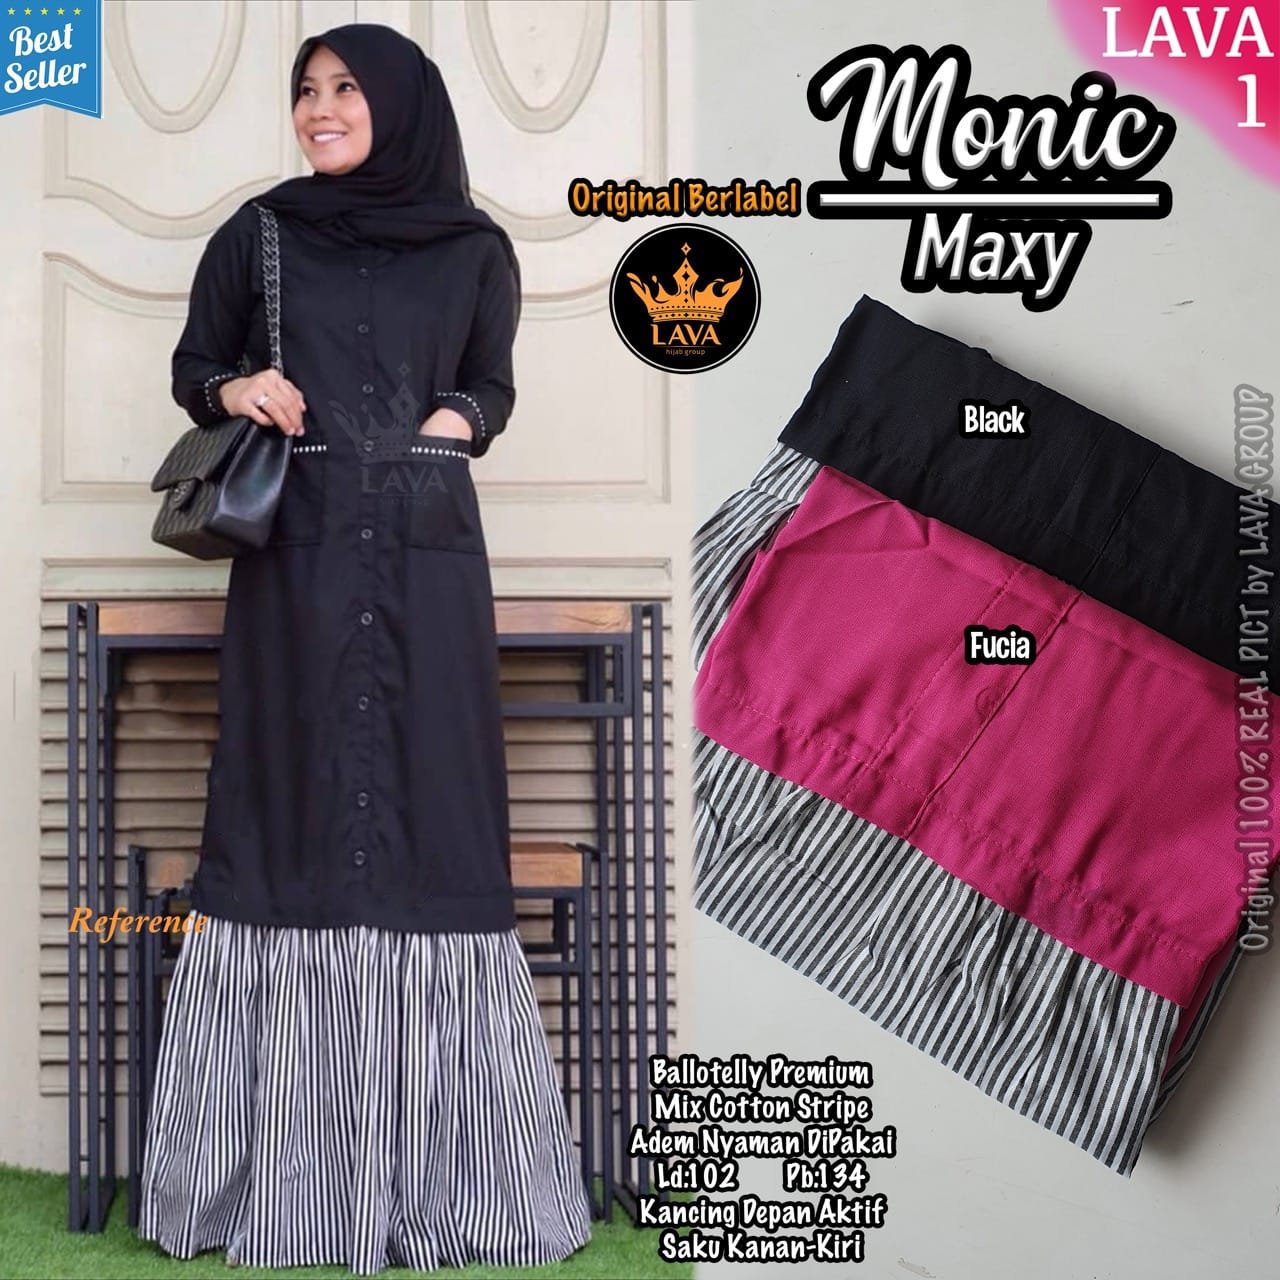 Best
Seller
LAVA
1
Monic
Maxy
Original Berlabel
LAVA
hijab group
Black
LAVA
Fucia
Original 100% REAL PICT by LAVA GROUP
Reference
Ballotelly Premium
Mix Cotton Stripe
Adem Nyaman DiPakai
Ld:102 Pb:134
Kancing Depan Aktif
Saku Kanan-Kiri